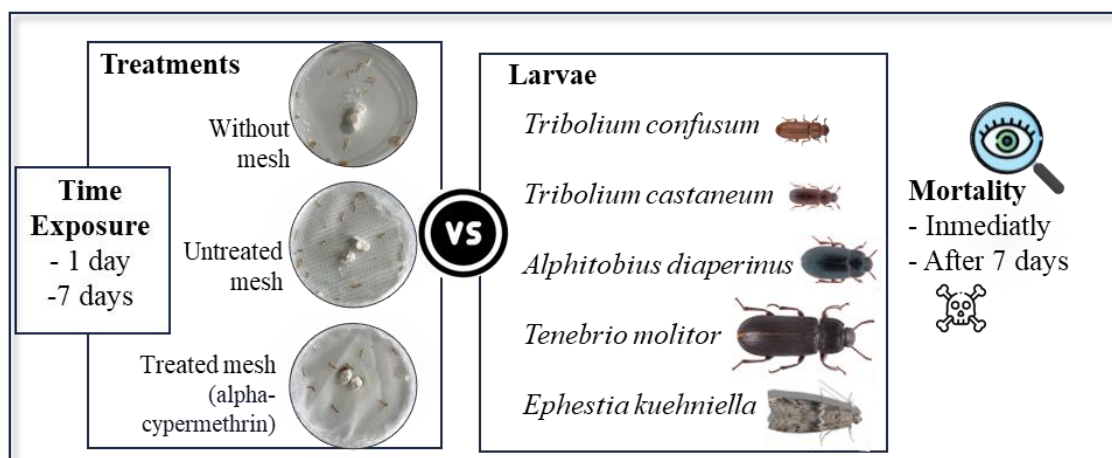 Time
Exposure
- 1 day
-7 days
Treatments
Without
mesh
Untreated
mesh
Treated mesh
(alpha-
cypermethrin)
VS
Larvae
Tribolium confusum
Tribolium castaneum
Alphitobius diaperinus
Tenebrio molitor
Ephestia kuehniella
Mortality
- Inmediatly
- After 7 days